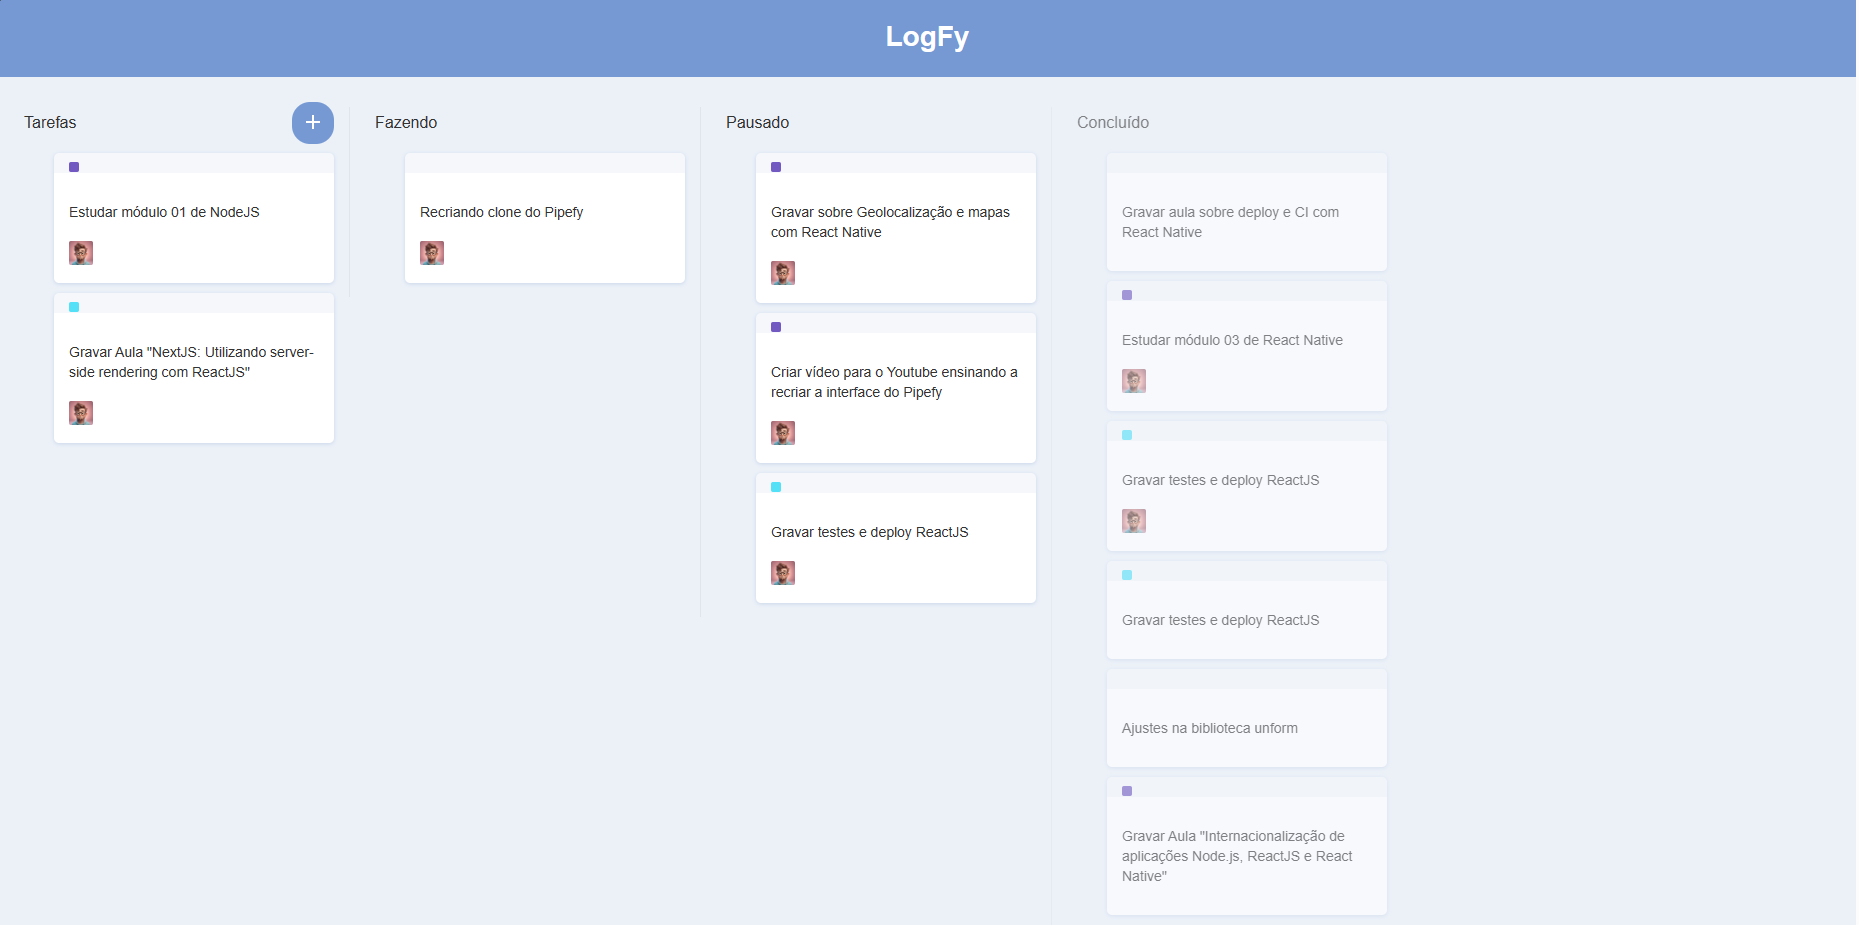 LogFy
Tarefas
+
Estudar módulo 01 de NodeJS
Gravar Aula "NextJS: Utilizando server-
side rendering com ReactJS"
Fazendo
Recriando clone do Pipefy
Pausado
Gravar sobre Geolocalização e mapas
com React Native
Criar vídeo para o Youtube ensinando a
recriar a interface do Pipefy
Gravar testes e deploy ReactJS
Concluído
Gravar aula sobre deploy e CI com
React Native
Estudar módulo 03 de React Native
Gravar testes e deploy ReactJS
Gravar testes e deploy ReactJS
Ajustes na biblioteca unform
Gravar Aula "Internacionalização de
aplicações Node.js, ReactJS e React
Native"